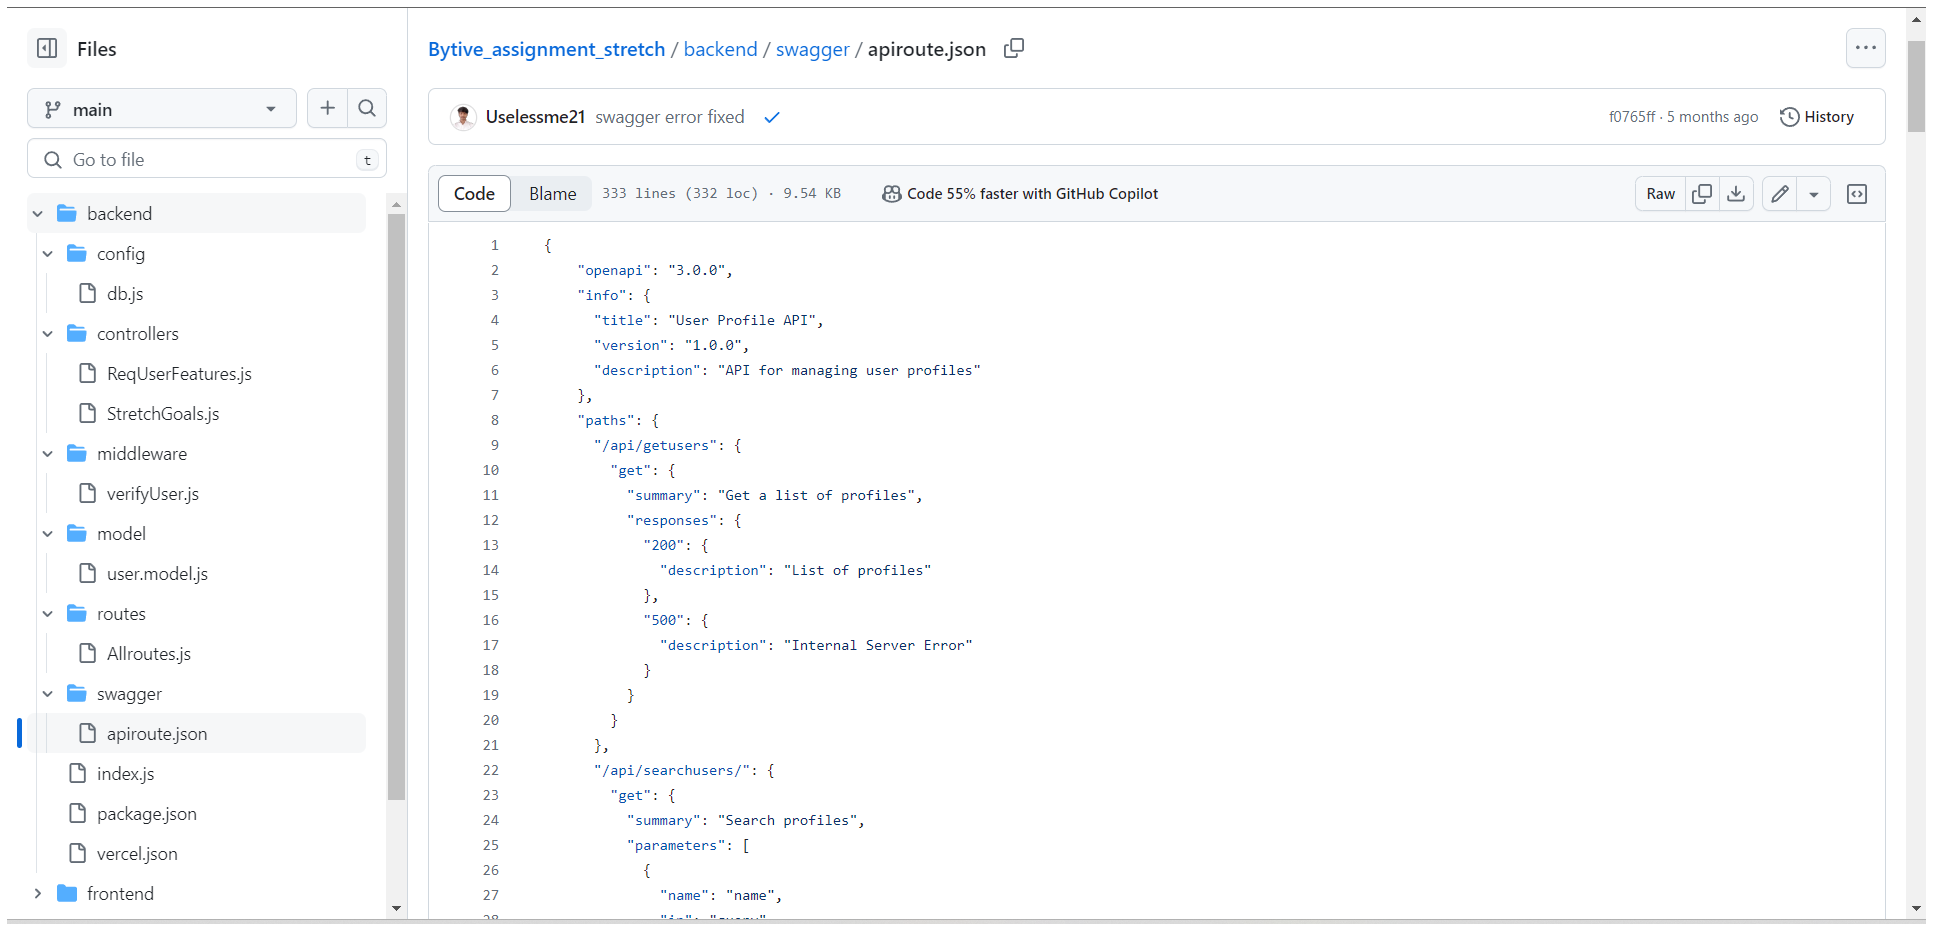 Files
main
Go to file
t
backend
config
db.js
controllers
ReqUserFeatures.js
StretchGoals.js
middleware
verifyUser.js
model
user.model.js
routes
Allroutes.js
swagger
apiroute.json
index.js
package.json
vercel.json
frontend
Bytive_assignment_stretch / backend / swagger / apiroute.json
Uselessme21 swagger error fixed
f0765ff · 5 months ago
History
Code
Blame
333 lines (332 loc) · 9.54 KB
Code 55% faster with GitHub Copilot
Raw
1 {
2 "openapi": "3.0.0",
3 "info": {
4 "title": "User Profile API",
5 "version": "1.0.0",
6 "description": "API for managing user profiles"
7 },
8 "paths": {
9 "/api/getusers": {
10 "get": {
11 "summary": "Get a list of profiles",
12 "responses": {
13 "200": {
14 "description": "List of profiles"
15 },
16 "500": {
17 "description": "Internal Server Error"
18 }
19 }
20 }
21 },
22 "/api/searchusers/": {
23 "get": {
24 "summary": "Search profiles",
25 "parameters": [
26 {
27 "name": "name",
28 "in": "query"